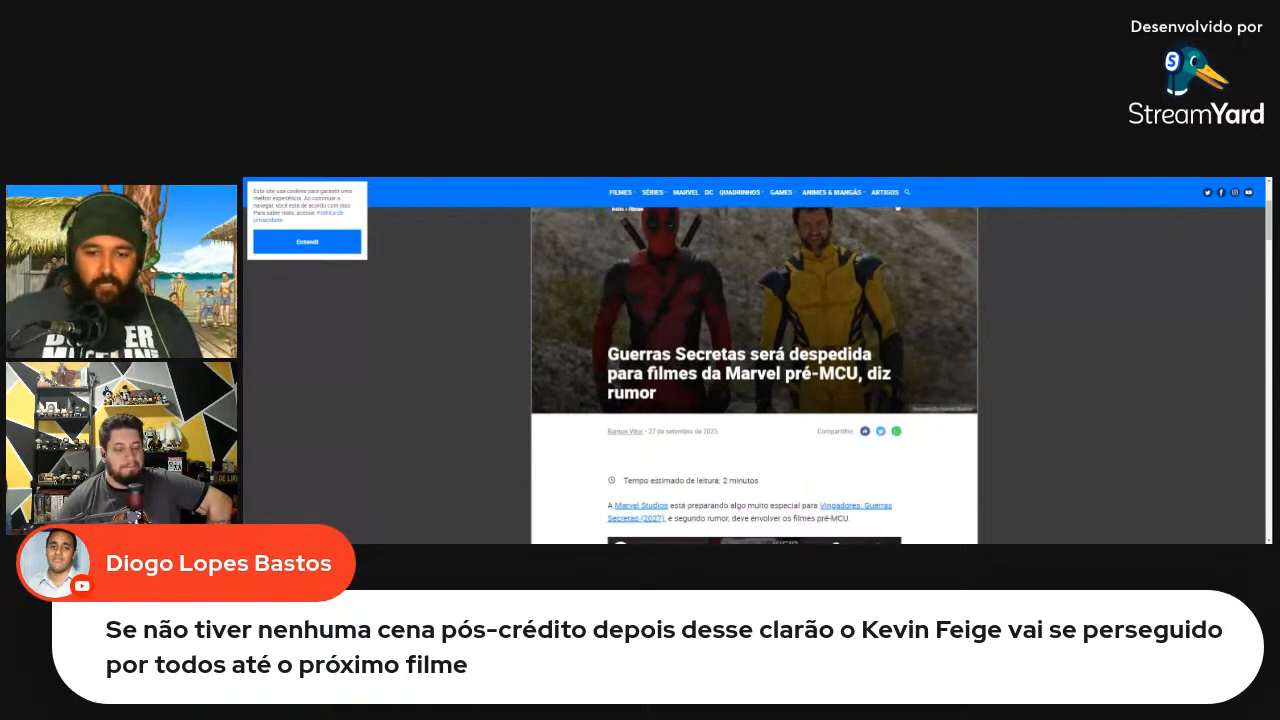 Desenvolvido por
StreamYard
Este site usa cookies para garantir uma
melhor experiência. Ao continuar a
navegar, você está de acordo com isso.
Para saber mais, acesse: Política de
privacidade.
Entendi
FILMES SÉRIES MARVEL DC QUADRINHOS GAMES ANIMES & MANGÁS ARTIGOS
Início » Filmes
Guerras Secretas será despedida
para filmes da Marvel pré-MCU, diz
rumor
27 de setembro de 2023
Compartilhe:
Tempo estimado de leitura: 2 minutos
A Marvel Studios está preparando algo muito especial para Vingadores: Guerras
Secretas (2027), e segundo rumor, deve envolver os filmes pré-MCU.
Diogo Lopes Bastos
Se não tiver nenhuma cena pós-crédito depois desse clarão o Kevin Feige vai se perseguido
por todos até o próximo filme